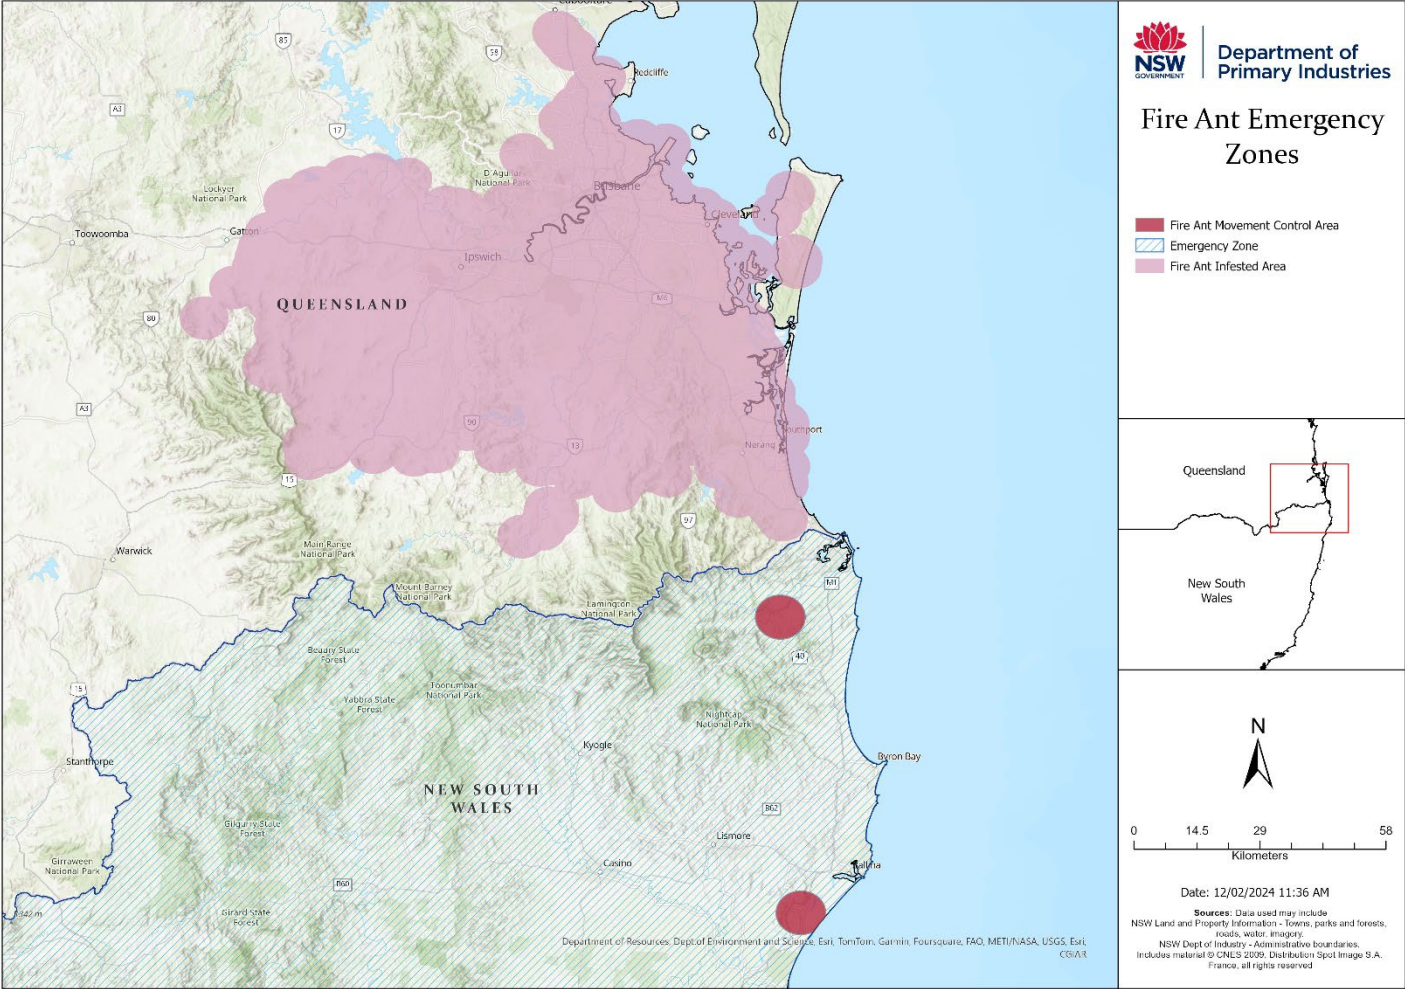 Redcliffe
85
58
A3
17
D'Aguilar
National Park
Lockyer
National Park
Brisbane
Toowoomba
Gatton
Cleveland
Ipswich
QUEENSLAND
M6
80
A3
90
13
Southport
Nerang
15
97
Warwick
Main Range
National Park
Mount Barney
National Park
Lamington
National Park
M1
40
Beaury State
Forest
15
Toonumbar
National Park
Yabbra State
Forest
Nightcap
National Park
Kyogle
Byron Bay
Stanthorpe
NEW SOUTH
WALES
B62
Gilgurry State
Forest
Lismore
Casino
Ballina
Girraween
National Park
B60
1342 m
Girard State
Forest
Department of Resources, Dept of Environment and Science, Esri, TomTom, Garmin, Foursquare, FAO, METI/NASA, USGS, Esri,
CGIAR
NSW
GOVERNMENT
Department of
Primary Industries
Fire Ant Emergency
Zones
Fire Ant Movement Control Area
Emergency Zone
Fire Ant Infested Area
Queensland
New South
Wales
N
0 14.5 29 58
Kilometers
Date: 12/02/2024 11:36 AM
Sources: Data used may include
NSW Land and Property Information - Towns, parks and forests,
roads, water, imagery.
NSW Dept of Industry - Administrative boundaries.
Includes material © CNES 2009, Distribution Spot Image S.A.
France, all rights reserved